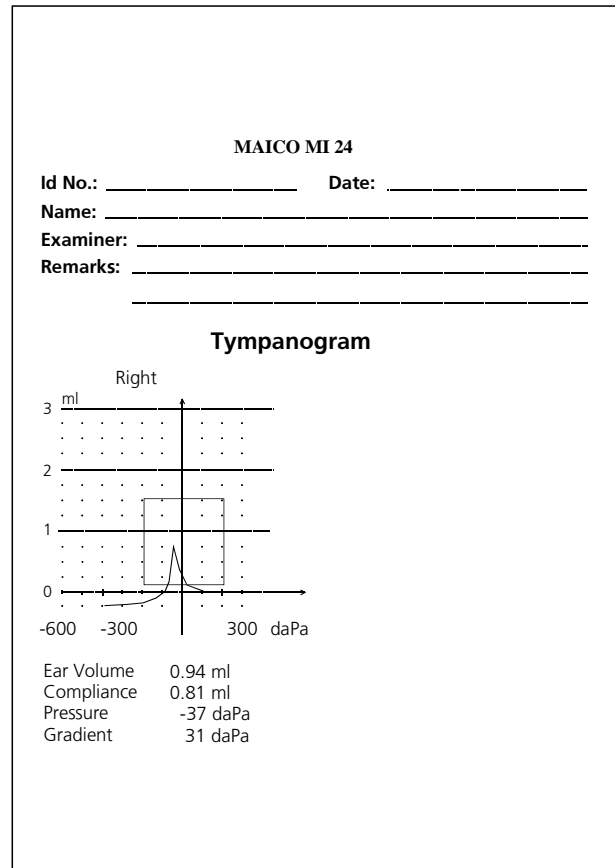 MAICO MI 24
Id No.: Date:
Name:
Examiner:
Remarks:
Tympanogram
Right
ml
3
2
1
0
-600 -300 300 daPa
Ear Volume 0.94 ml
Compliance 0.81 ml
Pressure -37 daPa
Gradient 31 daPa